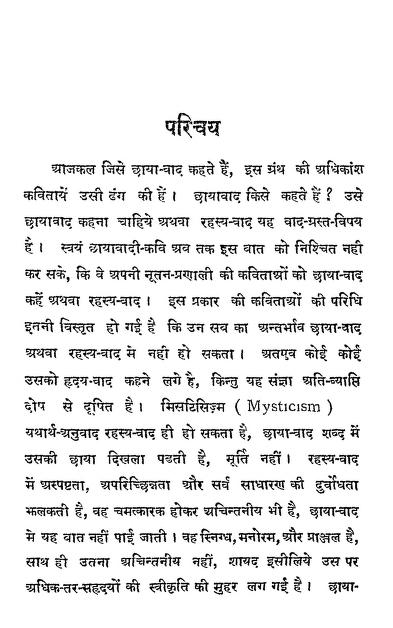 परिचय
आजकल जिसे छाया-वाद कहते हैं, इस ग्रंथ की अधिकांश
कवितायें उसी ढंग की हैं। छायावाद किसे कहते हैं? उसे
छायावाद कहना चाहिये अथवा रहस्य-वाद यह वाद-ग्रस्त-विषय
है। स्वयं छायावादी-कवि अब तक इस बात को निश्चित नही
कर सके, कि वे अपनी नूतन-प्रणाली की कविताओं को छाया-वाद
कहें अथवा रहस्य-वाद। इस प्रकार की कविताओं की परिधि
इतनी विस्तृत हो गई है कि उन सब का अन्तर्भाव छाया-वाद
अथवा रहस्य-वाद मे नही हो सकता। अतएव कोई कोई
उसको हृदय-वाद कहने लगे है, किन्तु यह संज्ञा अति-व्याप्ति
दोष से दूषित है। मिसटिसिज़्म ( Mysticism )
यथार्थ-अनुवाद रहस्य-वाद ही हो सकता है, छाया-वाद शब्द में
उसकी छाया दिखला पडती है, मूर्ति नहीं। रहस्य-वाद
में अस्पष्टता, अपरिच्छिन्नता और सर्व साधारण की दुर्वोधता
झलकती है, वह चमत्कारक होकर अचिन्तनीय भी है, छाया-वाद
मे यह बात नहीं पाई जाती। वह स्निग्ध, मनोरम, और प्राञ्जल है,
साथ ही उतना अचिन्तनीय नहीं, शायद इसीलिये उस पर
अधिक-तर-सहृदयों की स्वीकृति की मुहर लग गई है। छाया-